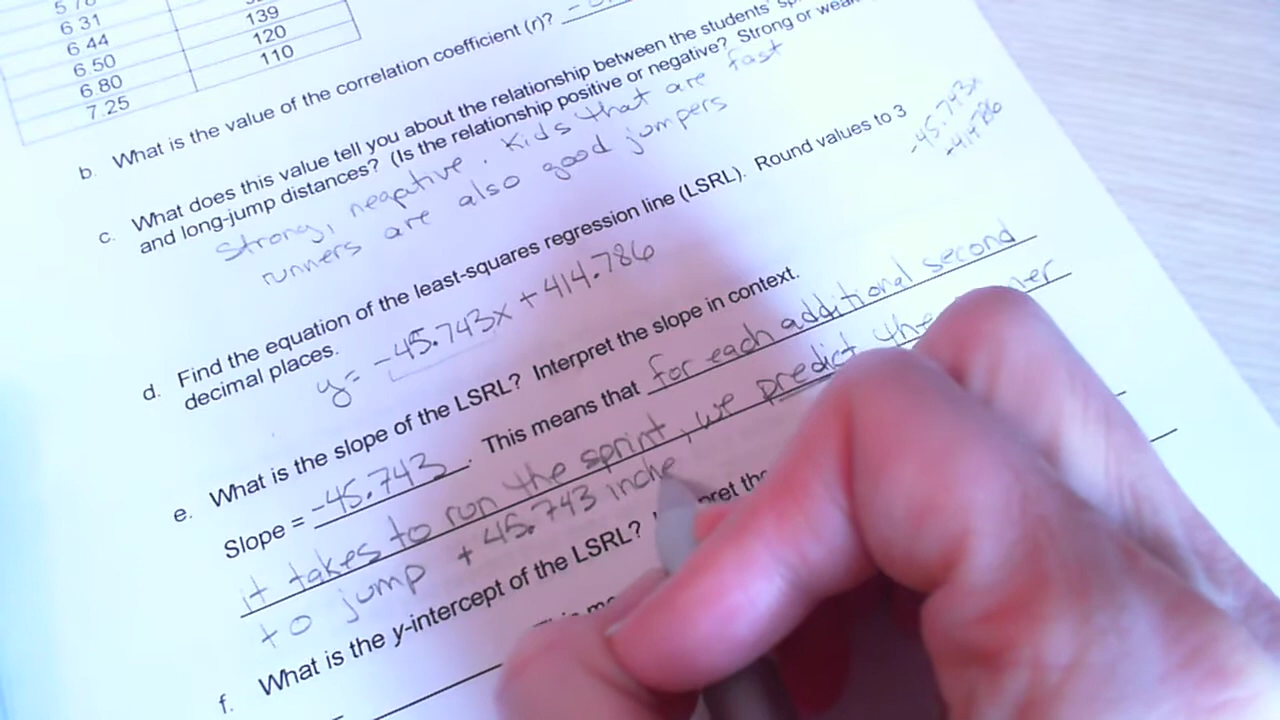 6 31
6 44
6.50
6.80
7.25
139
120
110
b. What is the value of the correlation coefficient (r)?
c. What does this value tell you about the relationship between the students'
and long-jump distances? (Is the relationship positive or negative? Strong or weak
Strong, negative. Kids that are fast
runners are also good jumpers
d. Find the equation of the least-squares regression line (LSRL). Round values to 3
decimal places.
y = -45.743x + 414.786
-45.743x
e. What is the slope of the LSRL? Interpret the slope in context.
Slope = -45.743. This means that for each additional second
it takes to run the sprint, we predict the
to jump + 45.743 inche
f. What is the y-intercept of the LSRL?